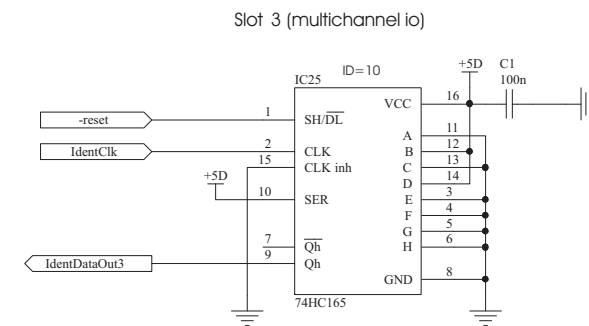 Slot 3 (multichannel io)
+5D C1
IC25 ID=10 100n
VCC 16
-reset 1 SH/DL
A 11
IdentClk 2 CLK B 12
15 CLK inh C 13
+5D D 14
10 SER E 3
F 4
G 5
7 Qh H 6
IdentDataOut3 9 Qh
GND 8
74HC165